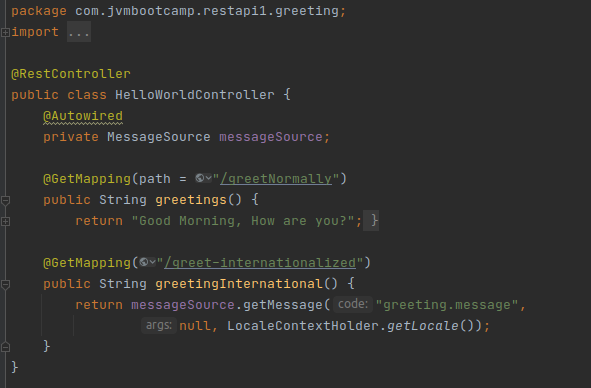 package com.jvmbootcamp.restapi1.greeting;
import ...
@RestController
public class HelloWorldController {
@Autowired
private MessageSource messageSource;
@GetMapping(path = "/greetNormally")
public String greetings() {
return "Good Morning, How are you?"; }
@GetMapping("/greet-internationalized")
public String greetingInternational() {
return messageSource.getMessage( code: "greeting.message",
args: null, LocaleContextHolder.getLocale());
}
}